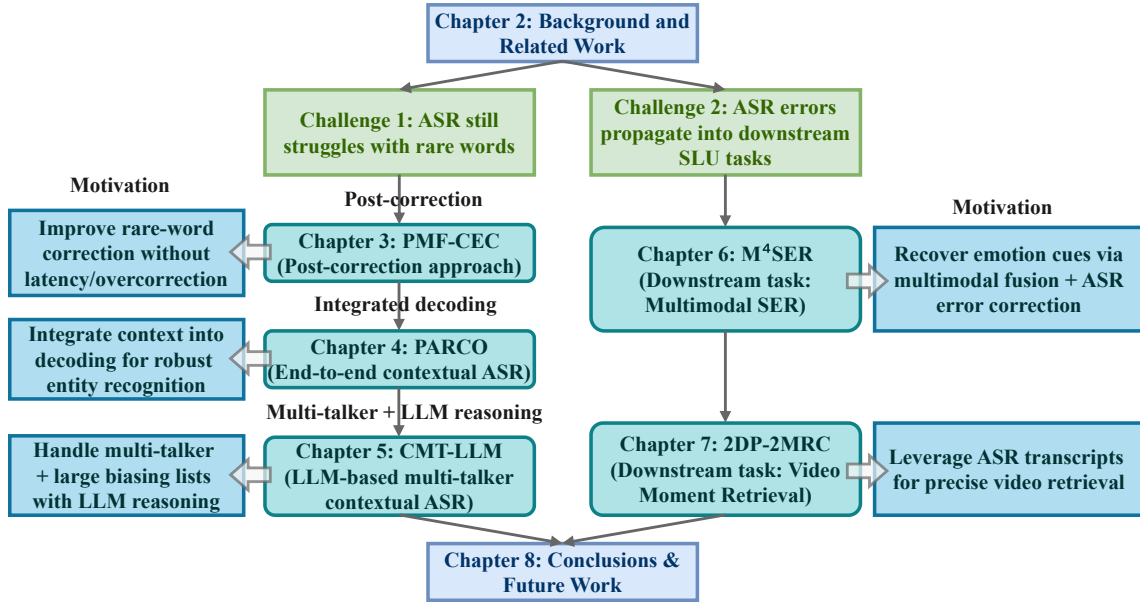 Chapter 2: Background and
Related Work
Challenge 1: ASR still
struggles with rare words
Challenge 2: ASR errors
propagate into downstream
SLU tasks
Motivation
Post-correction
Improve rare-word
correction without
latency/overcorrection
Chapter 3: PMF-CEC
(Post-correction approach)
Integrated decoding
Integrate context into
decoding for robust
entity recognition
Chapter 4: PARCO
(End-to-end contextual ASR)
Multi-talker + LLM reasoning
Handle multi-talker
+ large biasing lists
with LLM reasoning
Chapter 5: CMT-LLM
(LLM-based multi-talker
contextual ASR)
Motivation
Chapter 6: M⁴SER
(Downstream task:
Multimodal SER)
Recover emotion cues via
multimodal fusion + ASR
error correction
Chapter 7: 2DP-2MRC
(Downstream task: Video
Moment Retrieval)
Leverage ASR transcripts
for precise video retrieval
Chapter 8: Conclusions &
Future Work